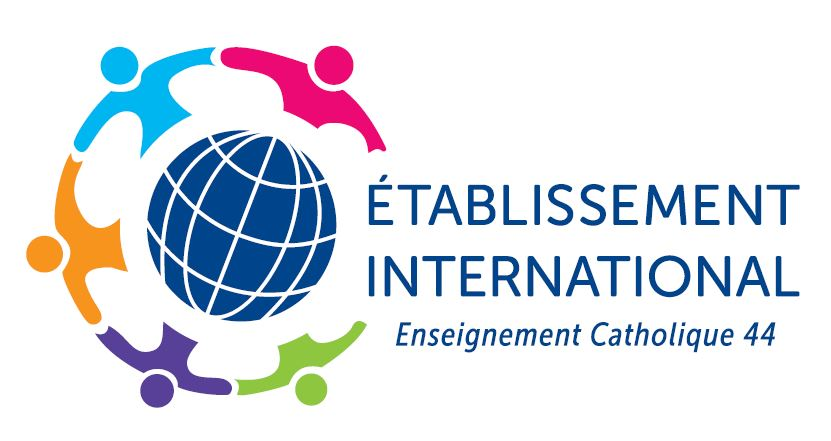 ÉTABLISSEMENT
INTERNATIONAL
Enseignement Catholique 44